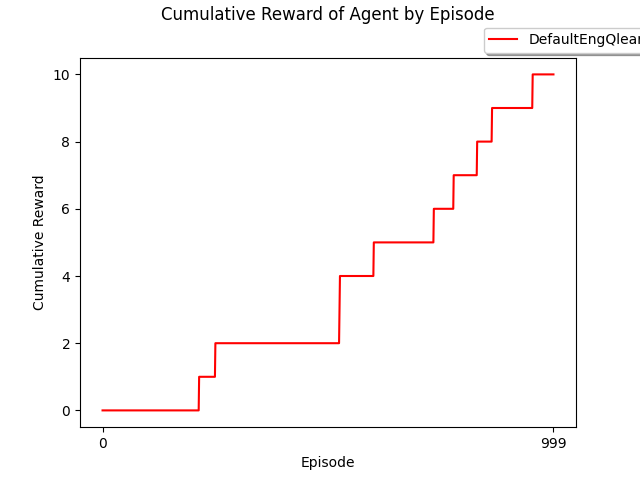 Cumulative Reward of Agent by Episode
DefaultEngQlear
10
8
6
4
2
0
Cumulative Reward
0
999
Episode